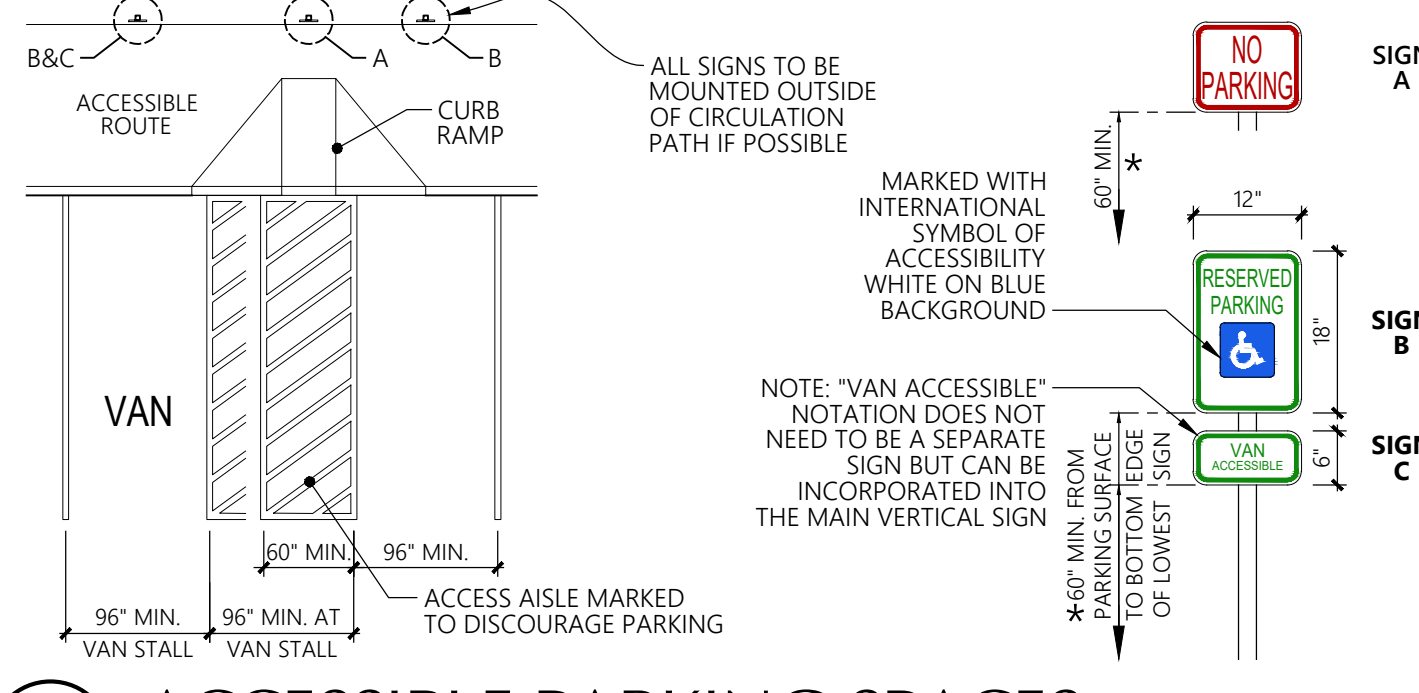 B&C
A
B
ALL SIGNS TO BE
MOUNTED OUTSIDE
OF CIRCULATION
PATH IF POSSIBLE
ACCESSIBLE
ROUTE
CURB
RAMP
VAN
60" MIN.
96" MIN.
96" MIN.
VAN STALL
96" MIN. AT
VAN STALL
ACCESS AISLE MARKED
TO DISCOURAGE PARKING
NO
PARKING
SIGN
A
60" MIN.
*
MARKED WITH
INTERNATIONAL
SYMBOL OF
ACCESSIBILITY
WHITE ON BLUE
BACKGROUND
12"
RESERVED
PARKING
18"
SIGN
B
NOTE: "VAN ACCESSIBLE"
NOTATION DOES NOT
NEED TO BE A SEPARATE
SIGN BUT CAN BE
INCORPORATED INTO
THE MAIN VERTICAL SIGN
VAN
ACCESSIBLE
6"
SIGN
C
*60" MIN. FROM
PARKING SURFACE
TO BOTTOM EDGE
OF LOWEST SIGN
ACCESSIBLE PARKING SPACES